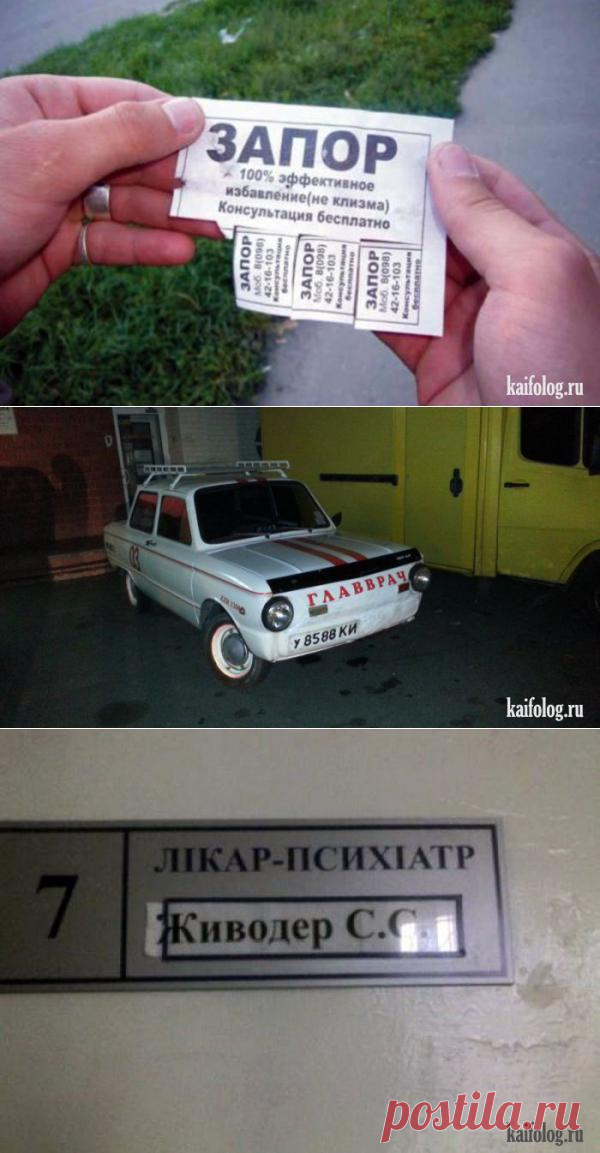 ЗАПОР
100% эффективное
избавление(не клизма)
Консультация бесплатно
ЗАПОР
Моб. 8(098)
42-16-103
Консультация
бесплатно
ЗАПОР
Моб. 8(098)
42-16-103
Консультация
бесплатно
ЗАПОР
Моб. 8(098)
42-16-103
Консультация
бесплатно
kaifolog.ru
03
ГЛАВВРАЧ
У 8588 КИ
kaifolog.ru
7
ЛІКАР-ПСИХІАТР
Живодер С.С.
postila.ru
kaifolog.ru